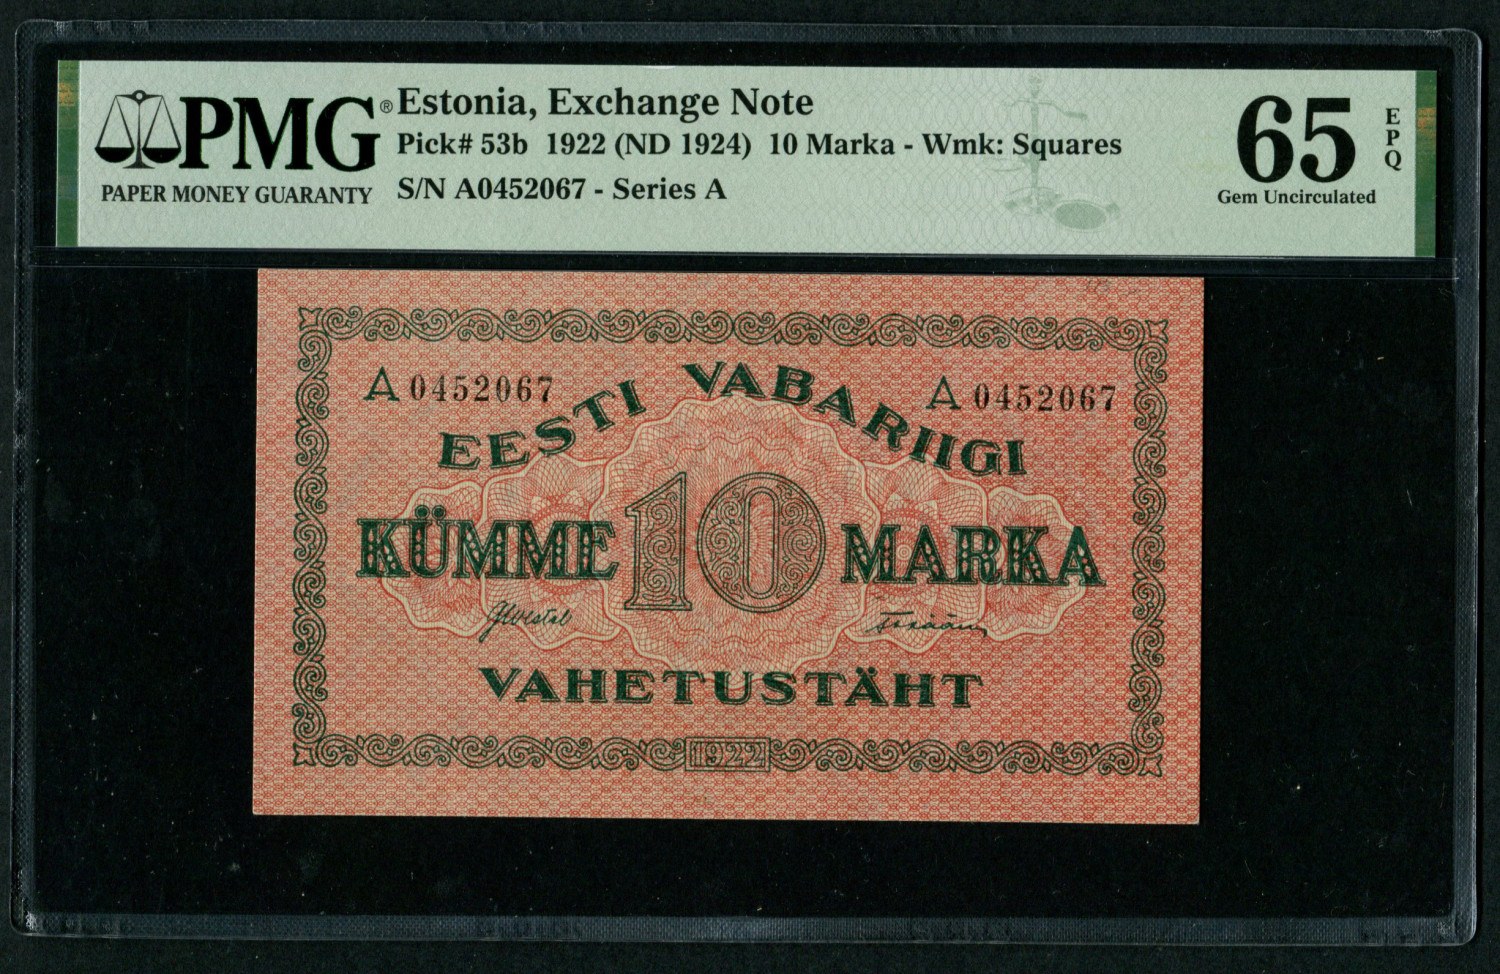 PMG®
PAPER MONEY GUARANTY
Estonia, Exchange Note
Pick# 53b 1922 (ND 1924) 10 Marka - Wmk: Squares
S/N A0452067 - Series A
65 EPQ
Gem Uncirculated
A 0452067 A 0452067
EESTI VABARIIGI
KÜMME 10 MARKA
VAHETUSTÄHT
1922